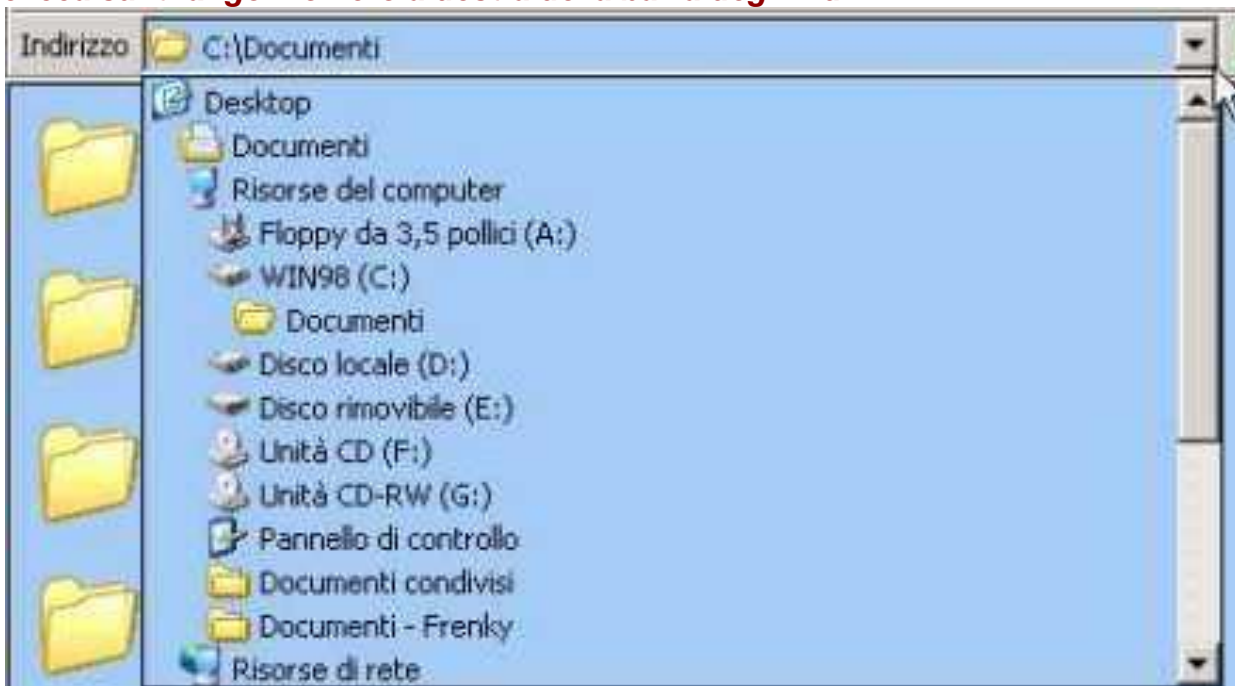 Indirizzo C:\Documenti
Desktop
Documenti
Risorse del computer
Floppy da 3,5 pollici (A:)
WIN98 (C:)
Documenti
Disco locale (D:)
Disco rimovibile (E:)
Unità CD (F:)
Unità CD-RW (G:)
Pannello di controllo
Documenti condivisi
Documenti - Frenky
Risorse di rete